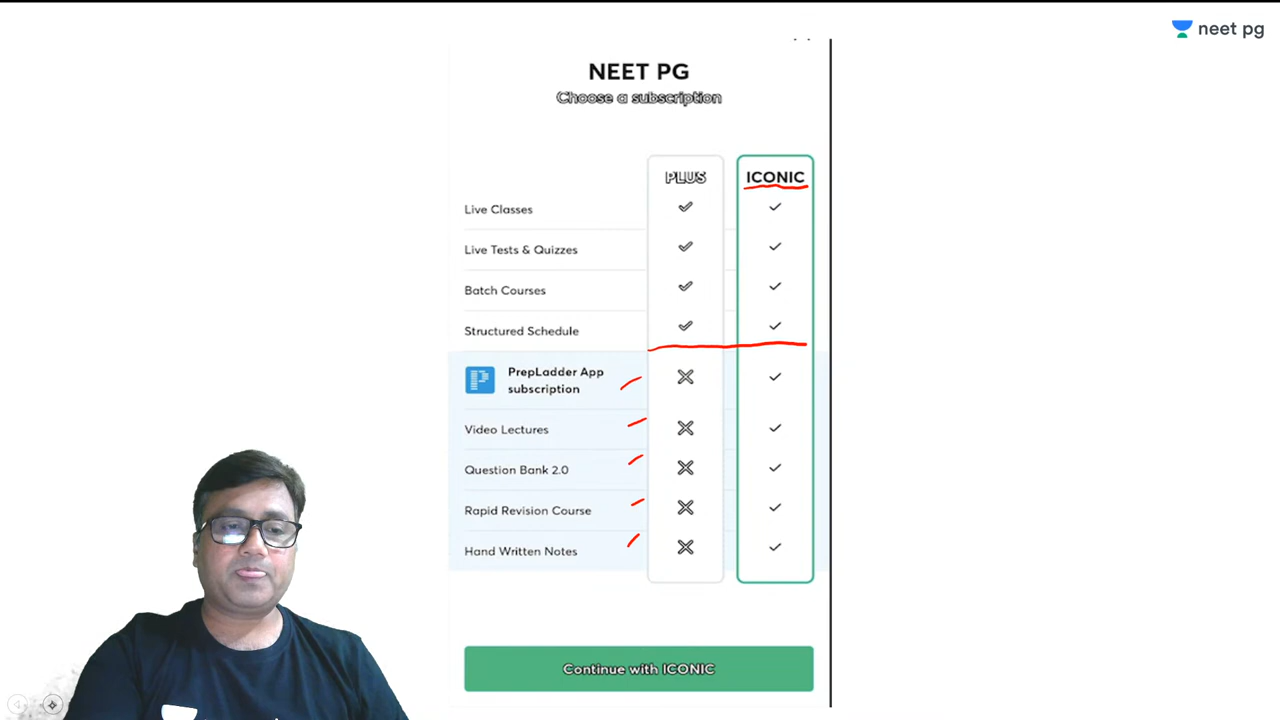 neet pg
NEET PG
Choose a subscription
PLUS
ICONIC
Live Classes
Live Tests & Quizzes
Batch Courses
Structured Schedule
PrepLadder App
subscription
Video Lectures
Question Bank 2.0
Rapid Revision Course
Hand Written Notes
Continue with ICONIC